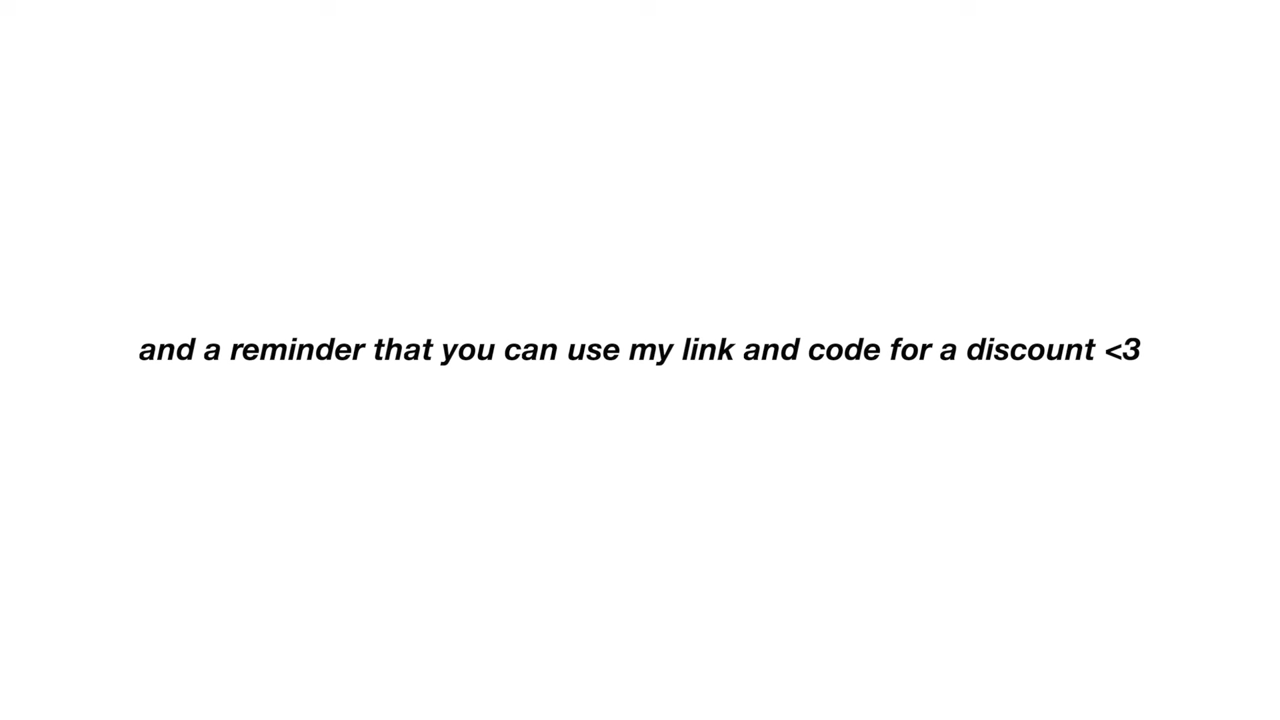 and a reminder that you can use my link and code for a discount <3